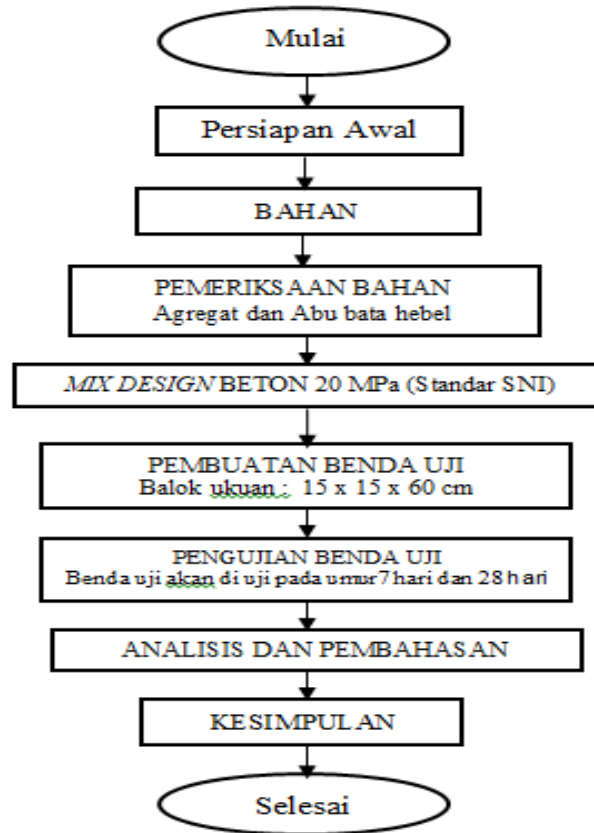 Mulai
Persiapan Awal
BAHAN
PEMERIKSAAN BAHAN
Agregat dan Abu bata hebel
MIX DESIGN BETON 20 MPa (Standar SNI)
PEMBUATAN BENDA UJI
Balok ukuan : 15 x 15 x 60 cm
PENGUJIAN BENDA UJI
Benda uji akan di uji pada umur7 hari dan 28 hari
ANALISIS DAN PEMBAHASAN
KESIMPULAN
Selesai